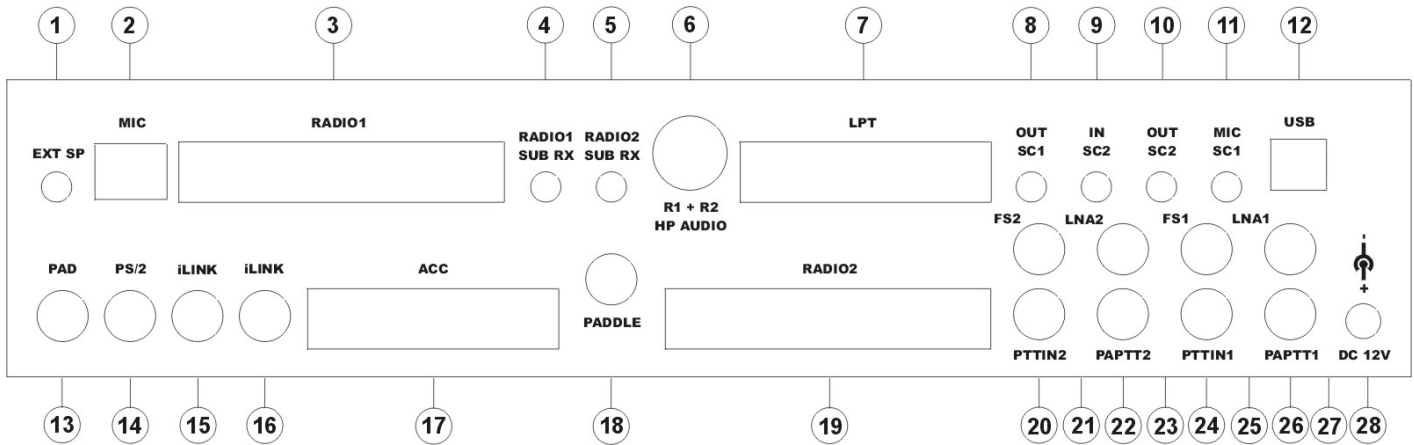 1 2 3 4 5 6 7 8 9 10 11 12
MIC RADIO1 LPT USB
EXT SP
RADIO1
SUB RX
RADIO2
SUB RX
OUT
SC1
IN
SC2
OUT
SC2
MIC
SC1
R1 + R2
HP AUDIO
FS2 LNA2 FS1 LNA1
-
PAD PS/2 iLINK iLINK ACC RADIO2
+
PADDLE
PTTIN2 PAPTT2 PTTIN1 PAPTT1 DC 12V
13 14 15 16 17 18 19 20 21 22 23 24 25 26 27 28